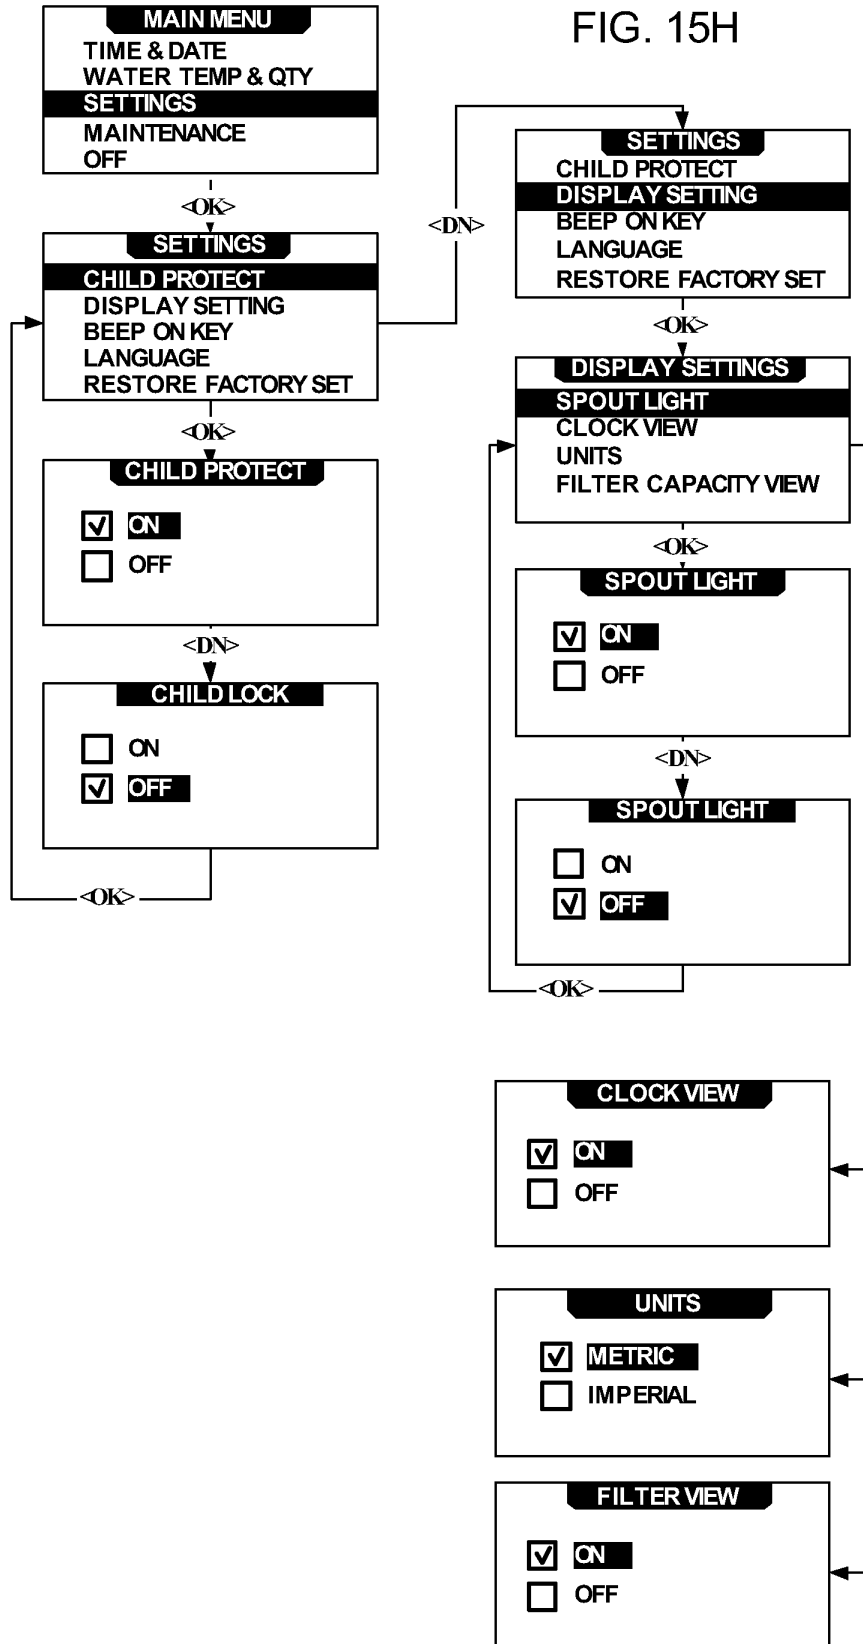 FIG. 15H
MAIN MENU
TIME & DATE
WATER TEMP & QTY
SETTINGS
MAINTENANCE
OFF
<OK>
SETTINGS
CHILD PROTECT
DISPLAY SETTING
BEEP ON KEY
LANGUAGE
RESTORE FACTORY SET
<OK>
CHILD PROTECT
ON
OFF
<DN>
CHILD LOCK
ON
OFF
<OK>
<DN>
SETTINGS
CHILD PROTECT
DISPLAY SETTING
BEEP ON KEY
LANGUAGE
RESTORE FACTORY SET
<OK>
DISPLAY SETTINGS
SPOUT LIGHT
CLOCK VIEW
UNITS
FILTER CAPACITY VIEW
<OK>
SPOUT LIGHT
ON
OFF
<DN>
SPOUT LIGHT
ON
OFF
<OK>
CLOCK VIEW
ON
OFF
UNITS
METRIC
IMPERIAL
FILTER VIEW
ON
OFF